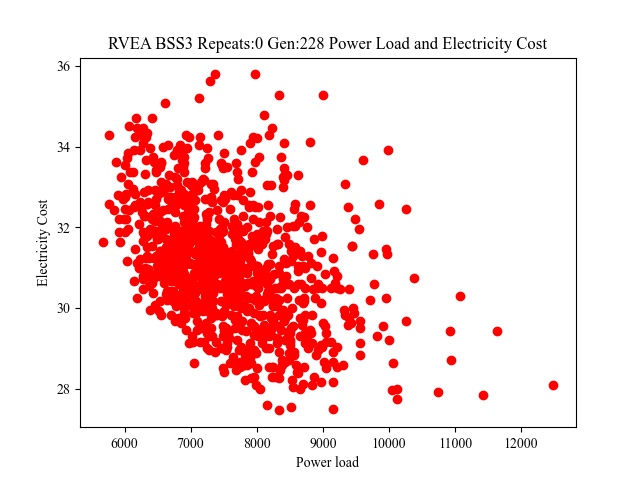 RVEA BSS3 Repeats:0 Gen:228 Power Load and Electricity Cost
36
34
32
30
28
Electricity Cost
6000 7000 8000 9000 10000 11000 12000
Power load